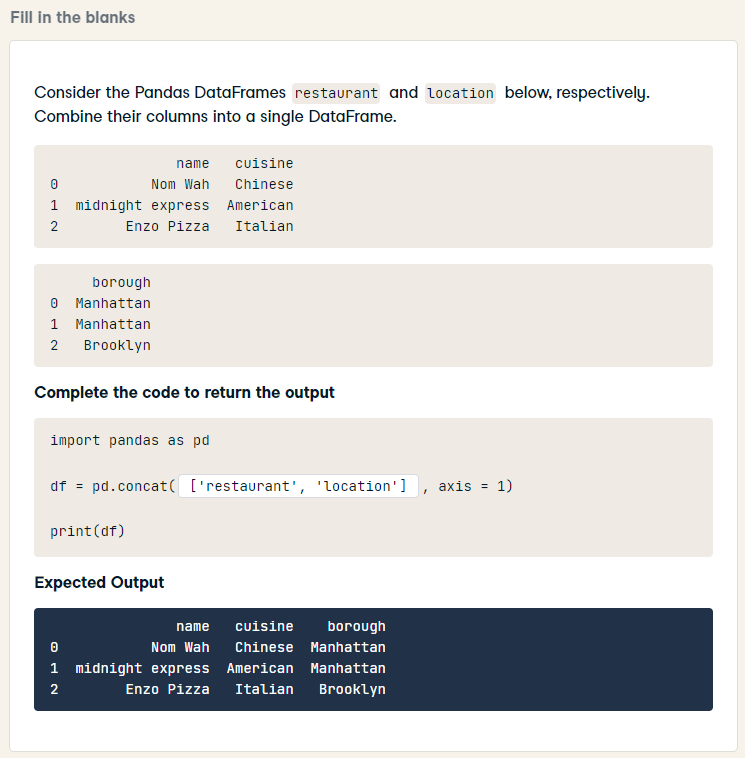 Fill in the blanks
Consider the Pandas DataFrames restaurant and location below, respectively.
Combine their columns into a single DataFrame.
               name   cuisine
0           Nom Wah   Chinese
1  midnight express  American
2        Enzo Pizza   Italian
     borough
0  Manhattan
1  Manhattan
2   Brooklyn
Complete the code to return the output
import pandas as pd
df = pd.concat( ['restaurant', 'location'] , axis = 1)
print(df)
Expected Output
               name   cuisine    borough
0           Nom Wah   Chinese  Manhattan
1  midnight express  American  Manhattan
2        Enzo Pizza   Italian   Brooklyn